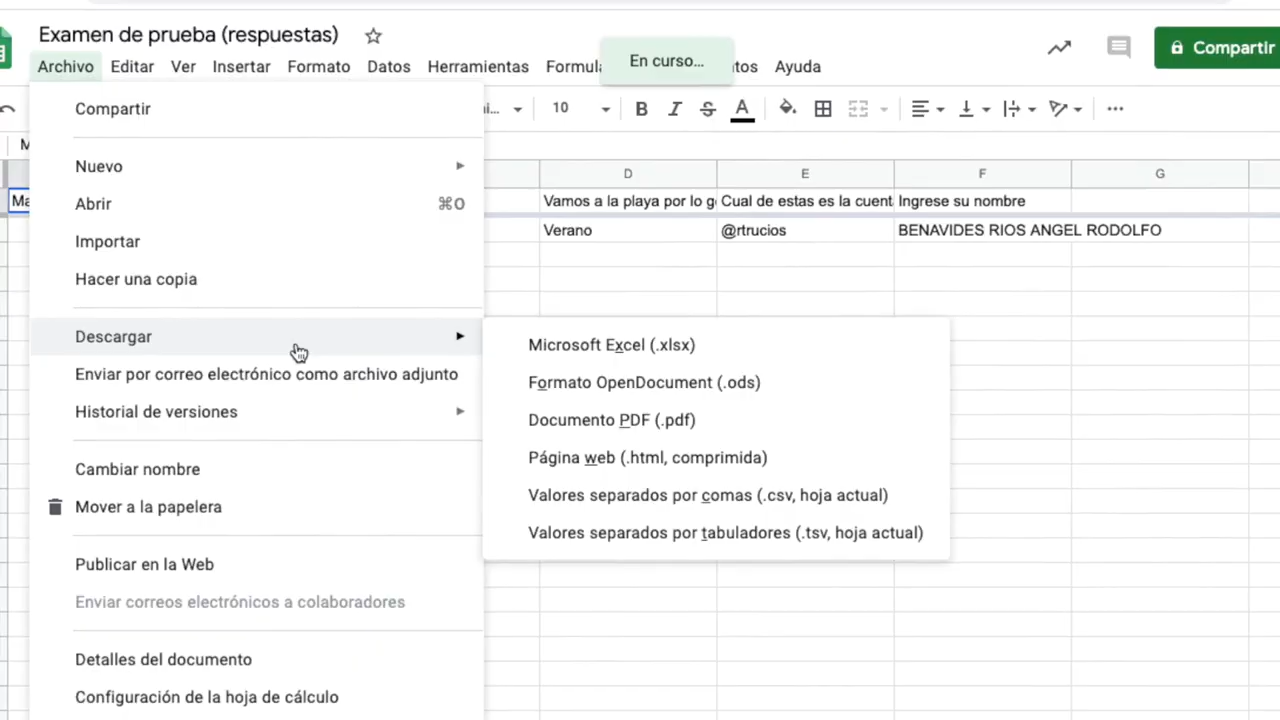 Examen de prueba (respuestas)
En curso...
Compartir
Archivo Editar Ver Insertar Formato Datos Herramientas Ayuda
10 B I S A
D E F G
Vamos a la playa por lo Cual de estas es la Ingrese su nombre
Verano @rtrucios BENAVIDES RIOS ANGEL RODOLFO
Compartir
Nuevo
Abrir ⌘O
Importar
Hacer una copia
Descargar
Enviar por correo electrónico como archivo adjunto
Historial de versiones
Cambiar nombre
Mover a la papelera
Publicar en la Web
Enviar correos electrónicos a colaboradores
Detalles del documento
Configuración de la hoja de cálculo
Microsoft Excel (.xlsx)
Formato OpenDocument (.ods)
Documento PDF (.pdf)
Página web (.html, comprimida)
Valores separados por comas (.csv, hoja actual)
Valores separados por tabuladores (.tsv, hoja actual)